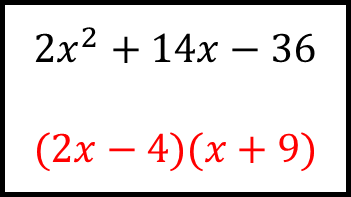 2𝑥² + 14𝑥 − 36
(2𝑥 − 4)(𝑥 + 9)